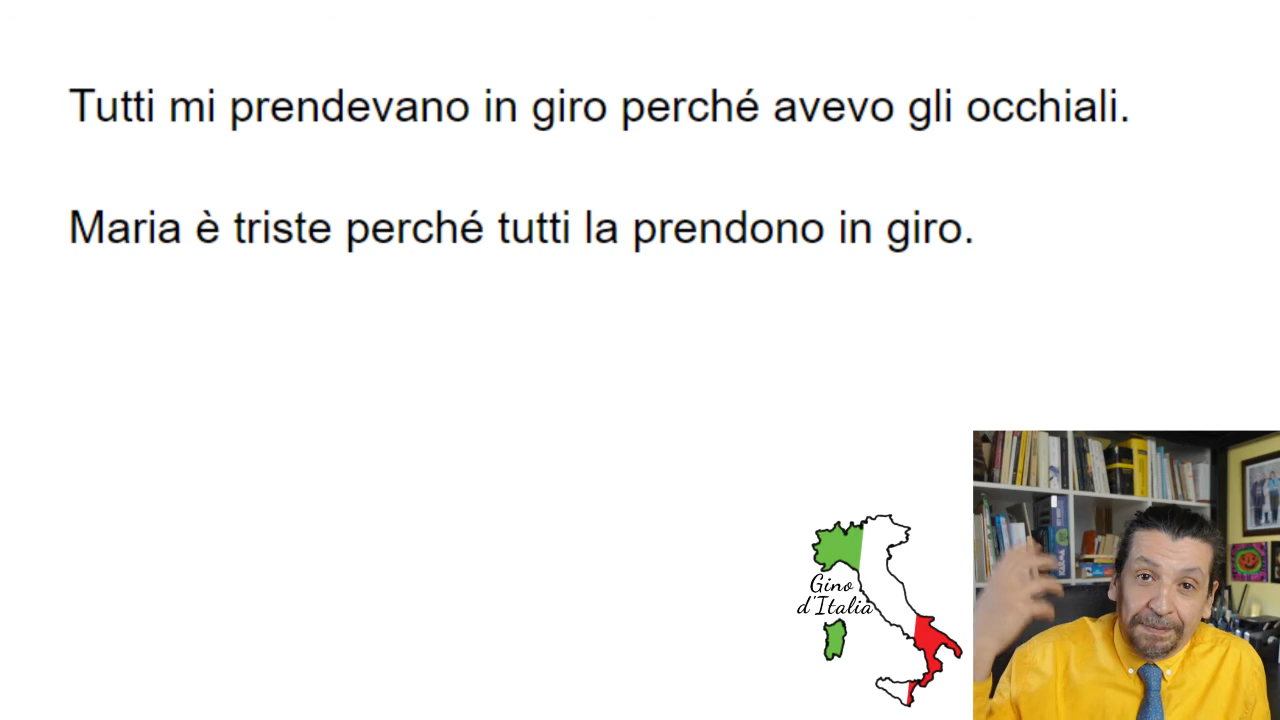 Tutti mi prendevano in giro perché avevo gli occhiali.
Maria è triste perché tutti la prendono in giro.
Gino
d'Italia